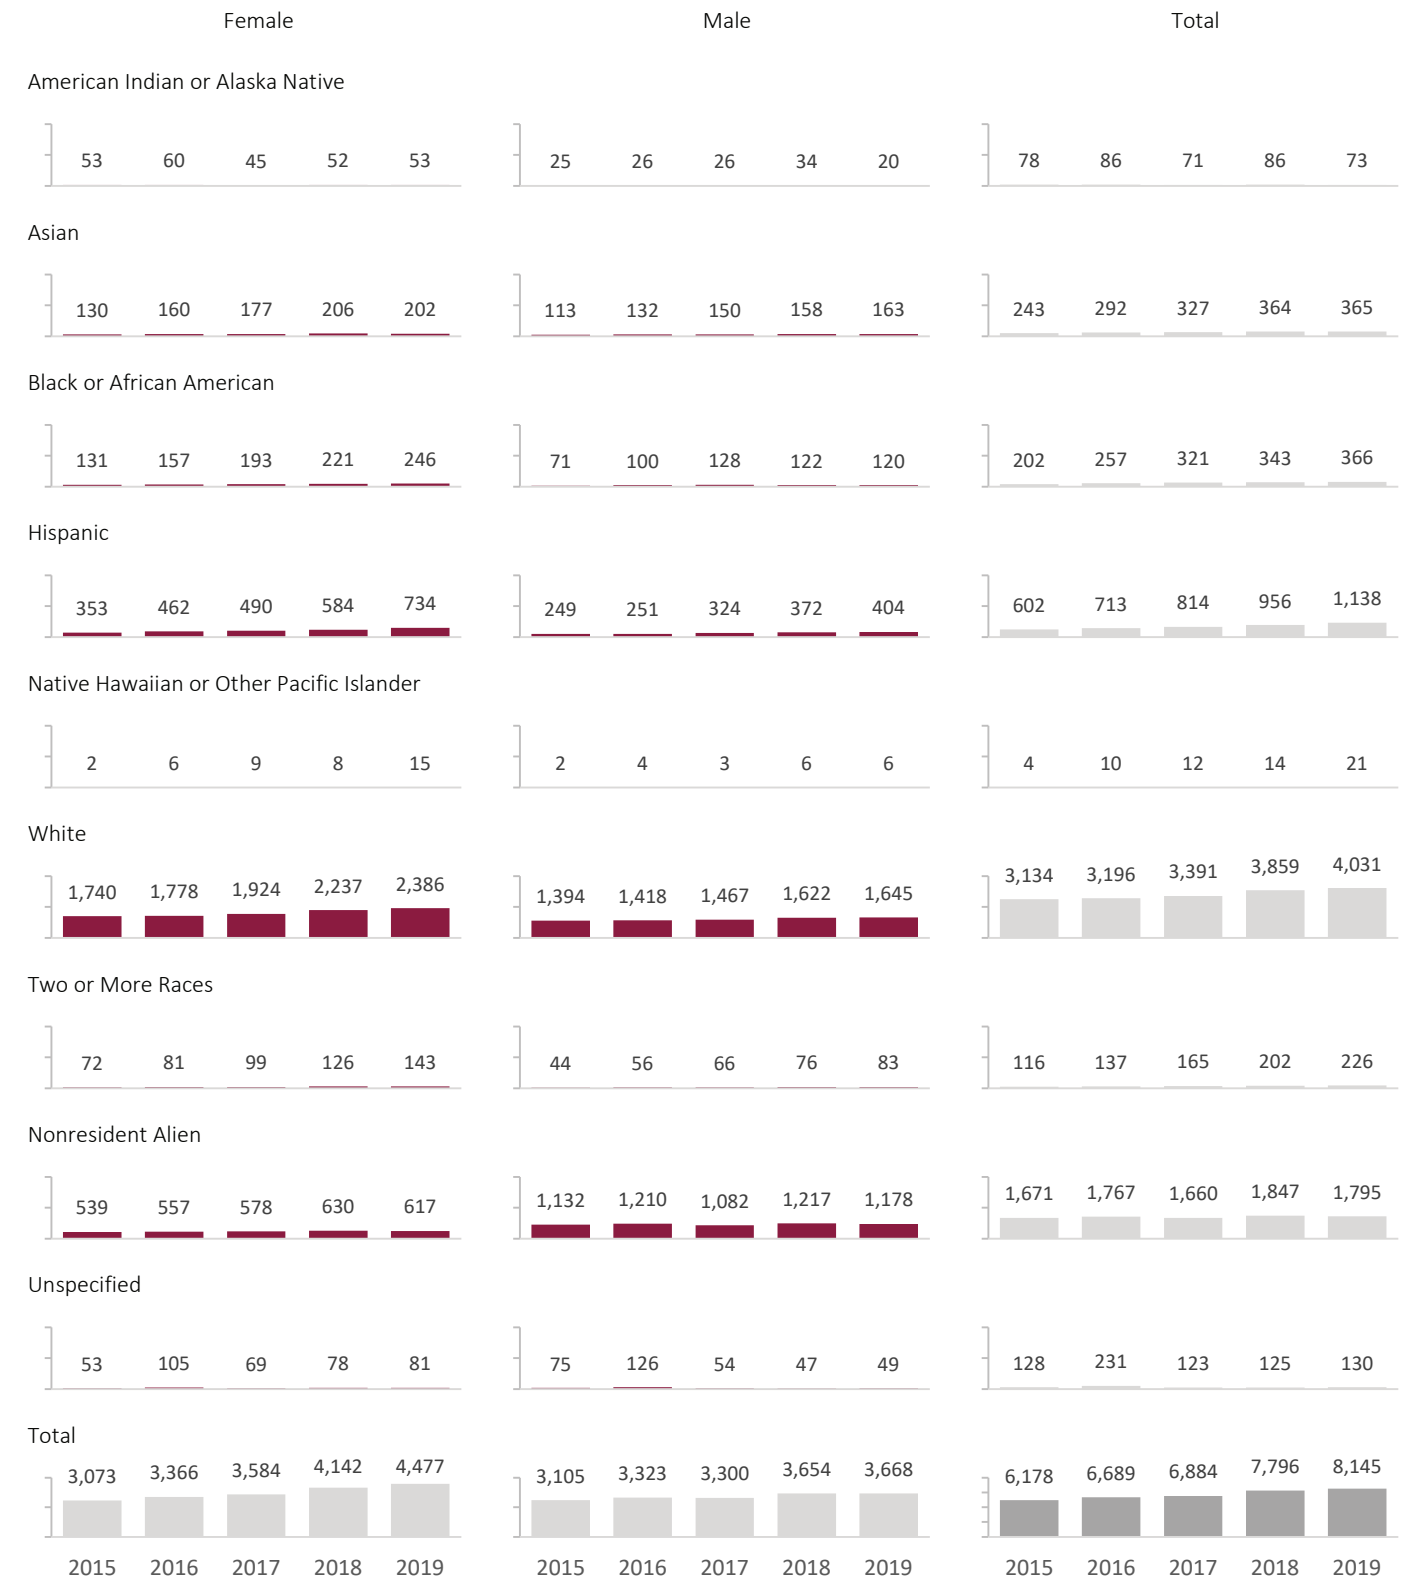 Female Male Total
American Indian or Alaska Native
53 60 45 52 53 25 26 26 34 20 78 86 71 86 73
Asian
130 160 177 206 202 113 132 150 158 163 243 292 327 364 365
Black or African American
131 157 193 221 246 71 100 128 122 120 202 257 321 343 366
Hispanic
353 462 490 584 734 249 251 324 372 404 602 713 814 956 1,138
Native Hawaiian or Other Pacific Islander
2 6 9 8 15 2 4 3 6 6 4 10 12 14 21
White
1,740 1,778 1,924 2,237 2,386 1,394 1,418 1,467 1,622 1,645 3,134 3,196 3,391 3,859 4,031
Two or More Races
72 81 99 126 143 44 56 66 76 83 116 137 165 202 226
Nonresident Alien
539 557 578 630 617 1,132 1,210 1,082 1,217 1,178 1,671 1,767 1,660 1,847 1,795
Unspecified
53 105 69 78 81 75 126 54 47 49 128 231 123 125 130
Total
3,073 3,366 3,584 4,142 4,477 3,105 3,323 3,300 3,654 3,668 6,178 6,689 6,884 7,796 8,145
2015 2016 2017 2018 2019 2015 2016 2017 2018 2019 2015 2016 2017 2018 2019